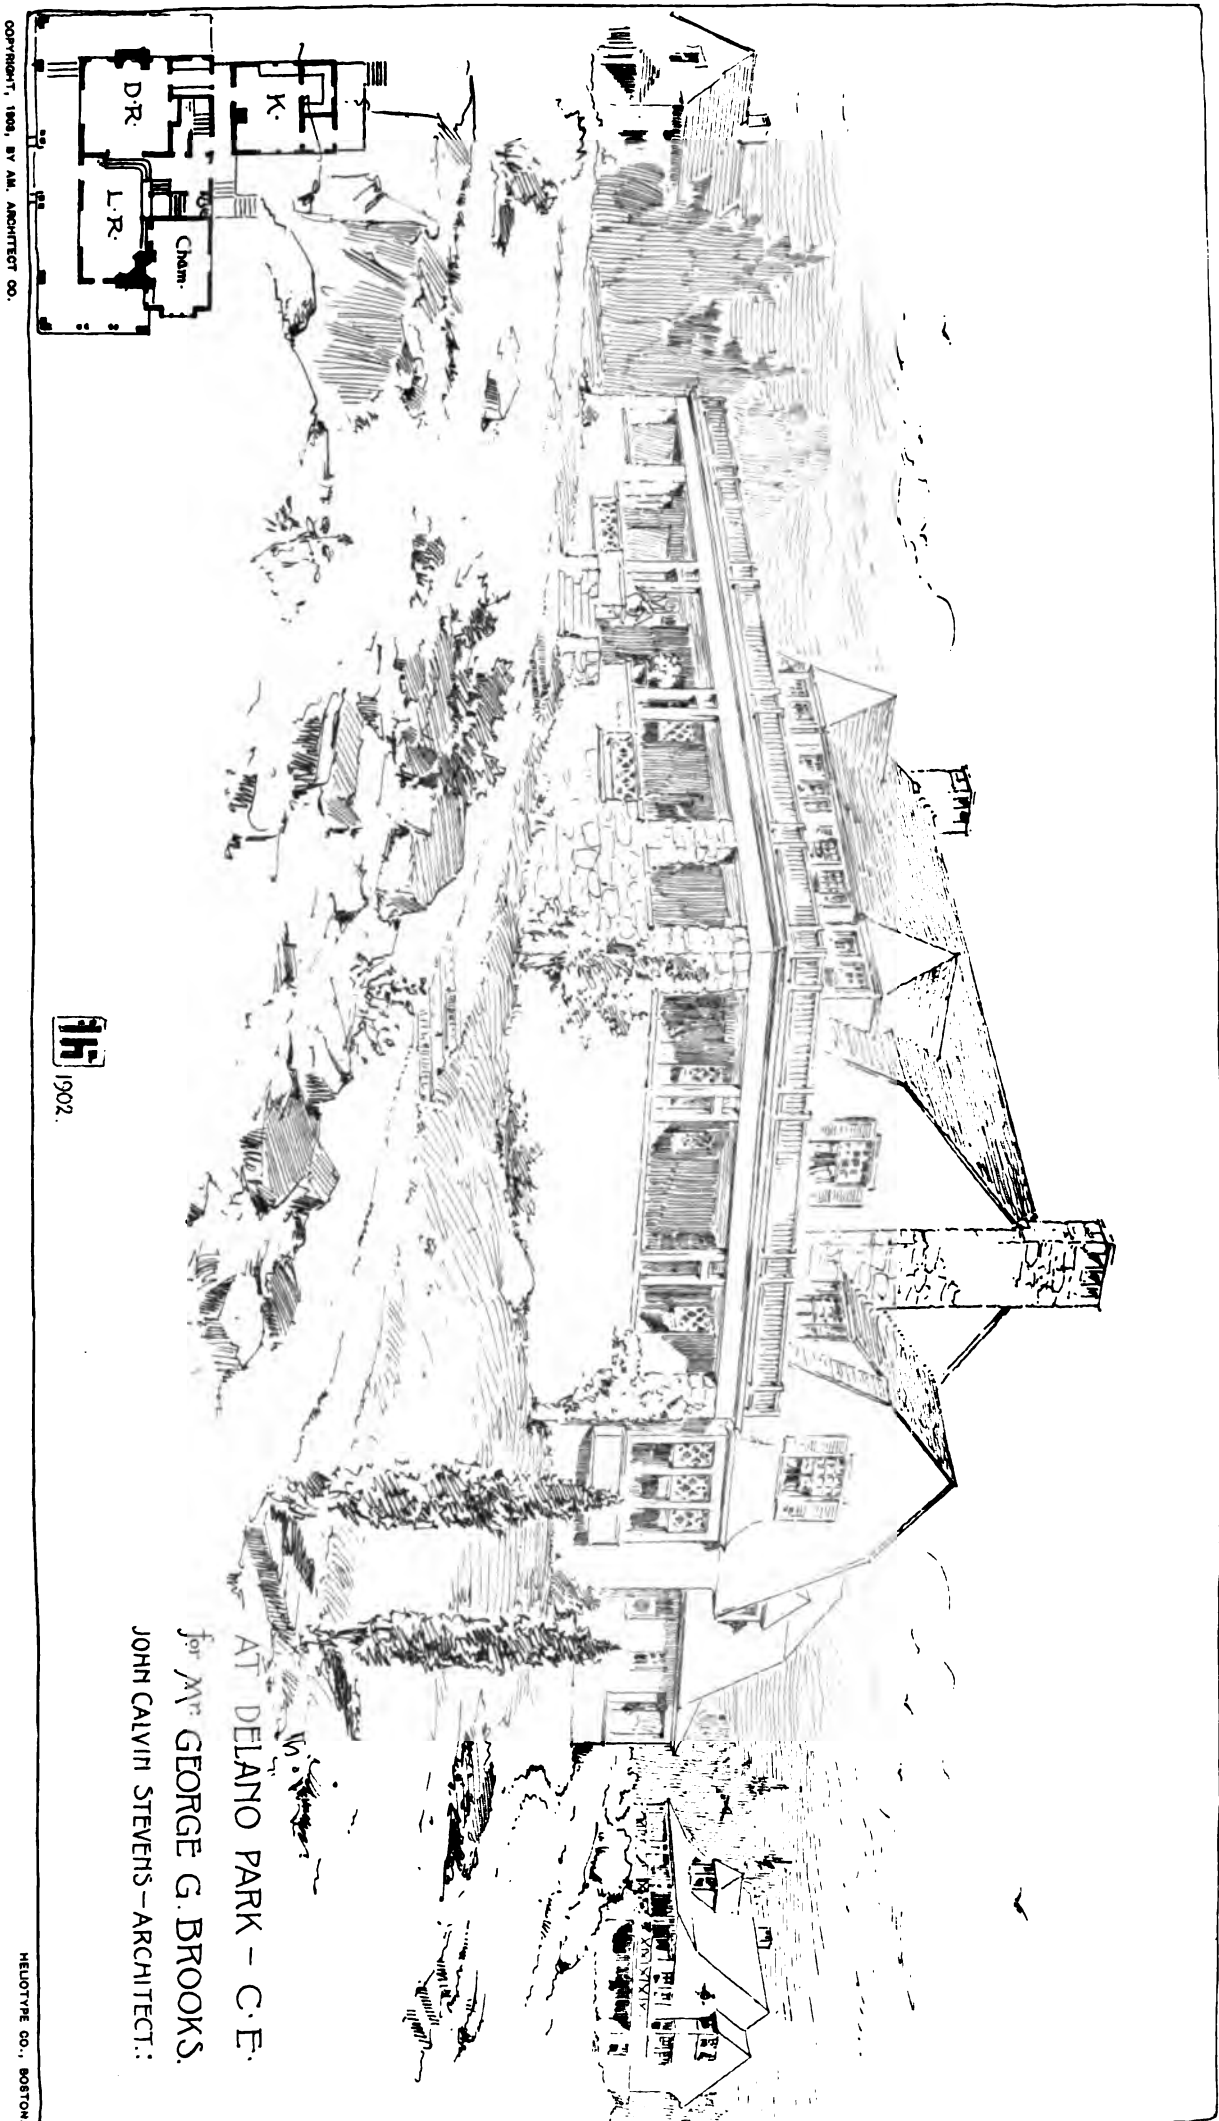 K.
D.R.
L.R.
Cham.
1902.
AT DELANO PARK – C.E.
for Mr. GEORGE G. BROOKS.
JOHN CALVIN STEVENS – ARCHITECT.:
COPYRIGHT, 1903, BY AM. ARCHITECT CO.
HELIOTYPE CO., BOSTON.